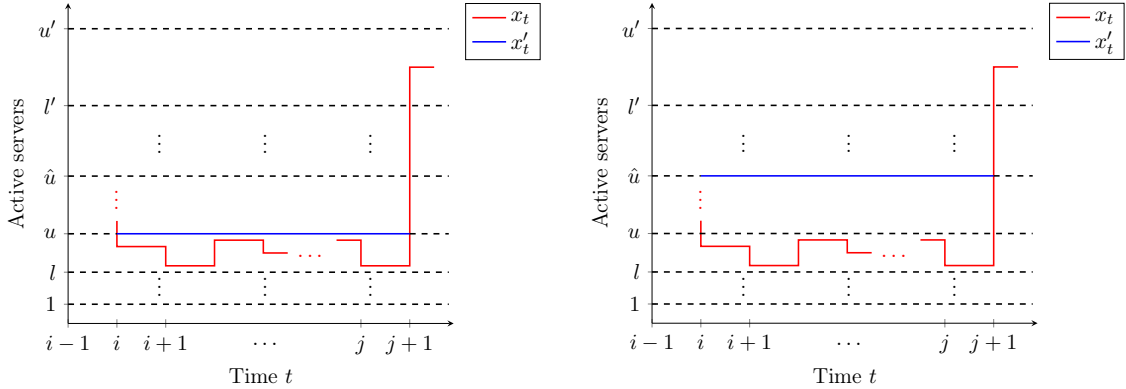 x_t
x'_t
u'
l'
û
u
l
1
Active servers
⋮ ⋮ ⋮
⋮
. . .
⋮ ⋮ ⋮
i − 1 i i + 1 ⋯ j j + 1
Time t
x_t
x'_t
u'
l'
û
u
l
1
Active servers
⋮ ⋮ ⋮
⋮
. . .
⋮ ⋮ ⋮
i − 1 i i + 1 ⋯ j j + 1
Time t